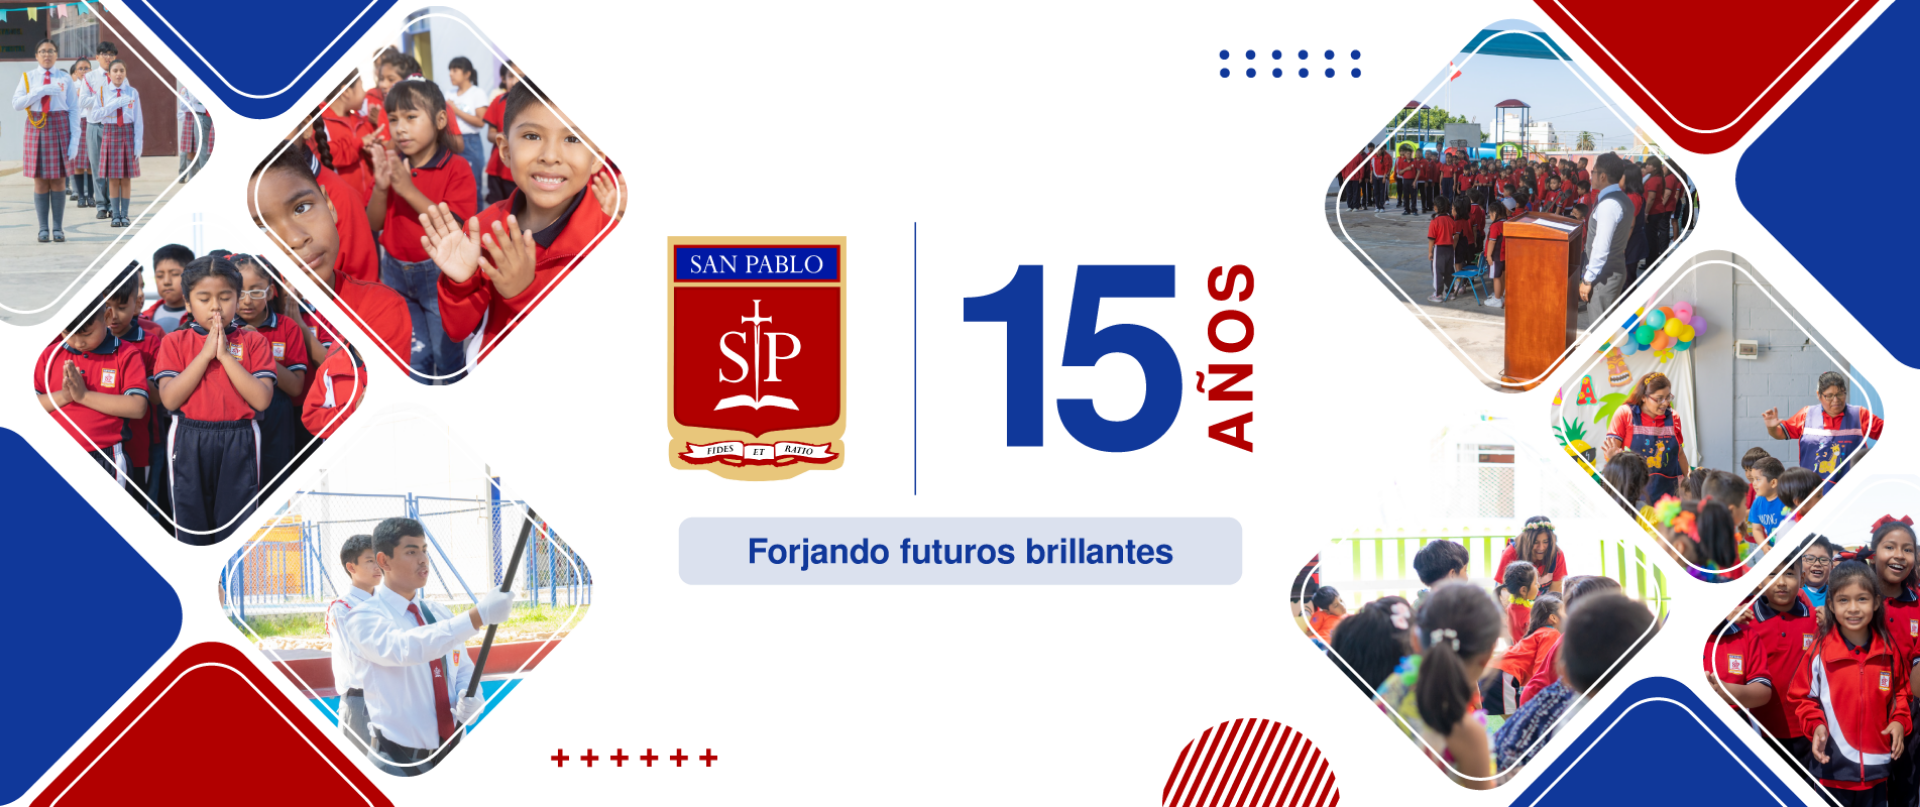 SAN PABLO
SP
FIDES ET RATIO
15 AÑOS
Forjando futuros brillantes